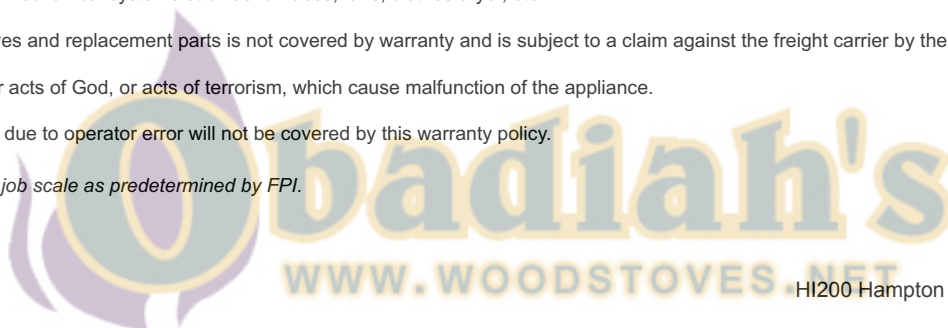 es and replacement parts is not covered by warranty and is subject to a claim against the freight carrier by the
acts of God, or acts of terrorism, which cause malfunction of the appliance.
due to operator error will not be covered by this warranty policy.
job scale as predetermined by FPI.
Obadiah's
WWW.WOODSTOVES.NET
HI200 Hampton